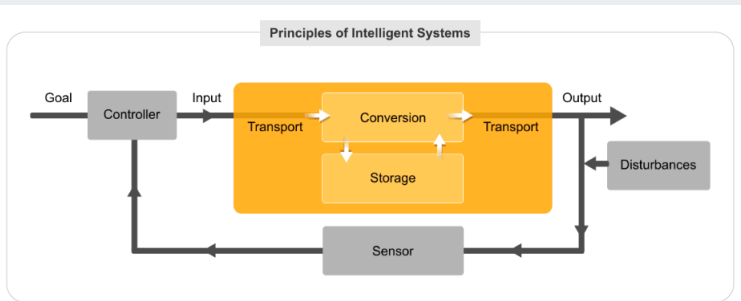 Principles of Intelligent Systems
Goal
Controller
Input
Transport
Conversion
Transport
Output
Storage
Disturbances
Sensor